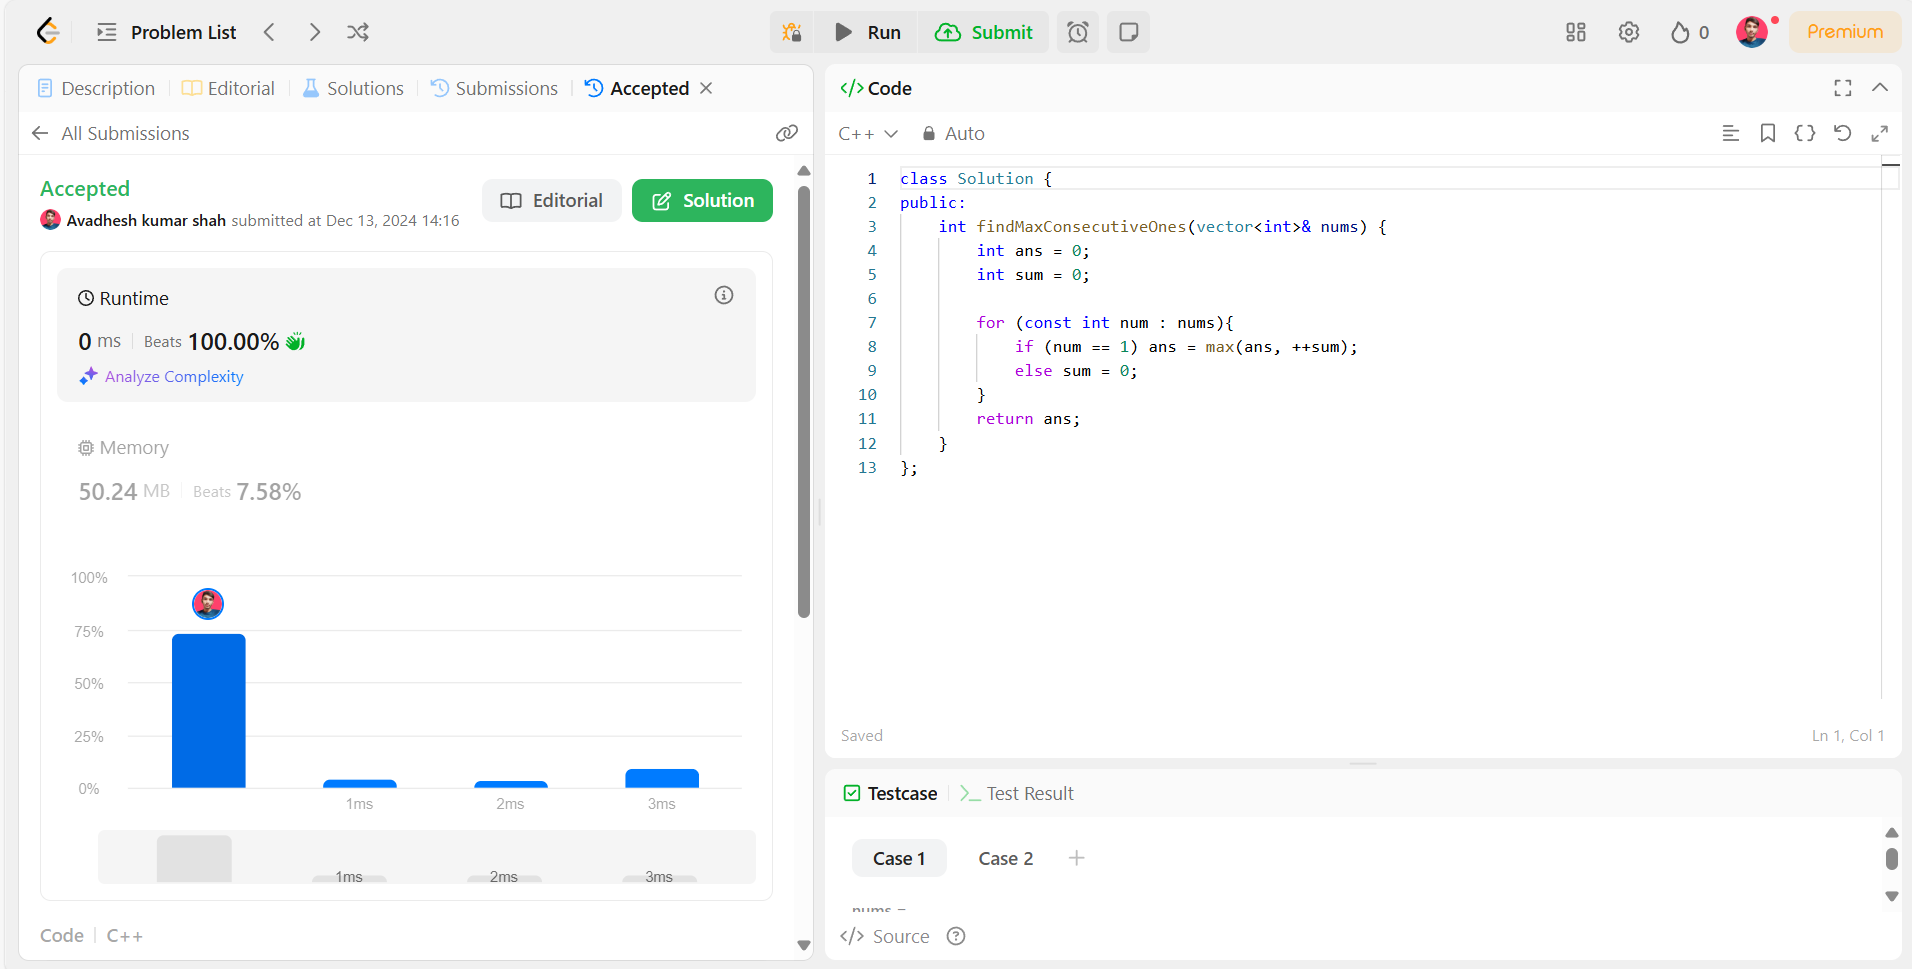 Problem List
Run
Submit
0
Premium
Description
Editorial
Solutions
Submissions
Accepted
All Submissions
Accepted
Avadhesh kumar shah submitted at Dec 13, 2024 14:16
Editorial
Solution
Runtime
0 ms
Beats 100.00%
Analyze Complexity
Memory
50.24 MB
Beats 7.58%
100%
75%
50%
25%
0%
1ms
2ms
3ms
1ms
2ms
3ms
Code
C++
</> Code
C++
Auto
1 class Solution {
2 public:
3 int findMaxConsecutiveOnes(vector<int>& nums) {
4 int ans = 0;
5 int sum = 0;
6
7 for (const int num : nums){
8 if (num == 1) ans = max(ans, ++sum);
9 else sum = 0;
10 }
11 return ans;
12 }
13 };
Saved
Ln 1, Col 1
Testcase
Test Result
Case 1
Case 2
nums =
</> Source